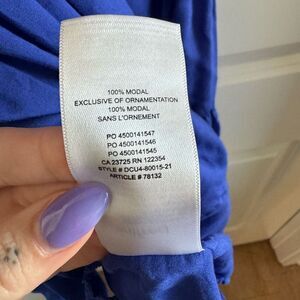 100% MODAL
EXCLUSIVE OF ORNAMENTATION
100% MODAL
SANS L'ORNEMENT
PO 4500141547
PO 4500141546
PO 4500141545
CA 23725 RN 122354
STYLE # DCU4-80015-21
ARTICLE # 78132